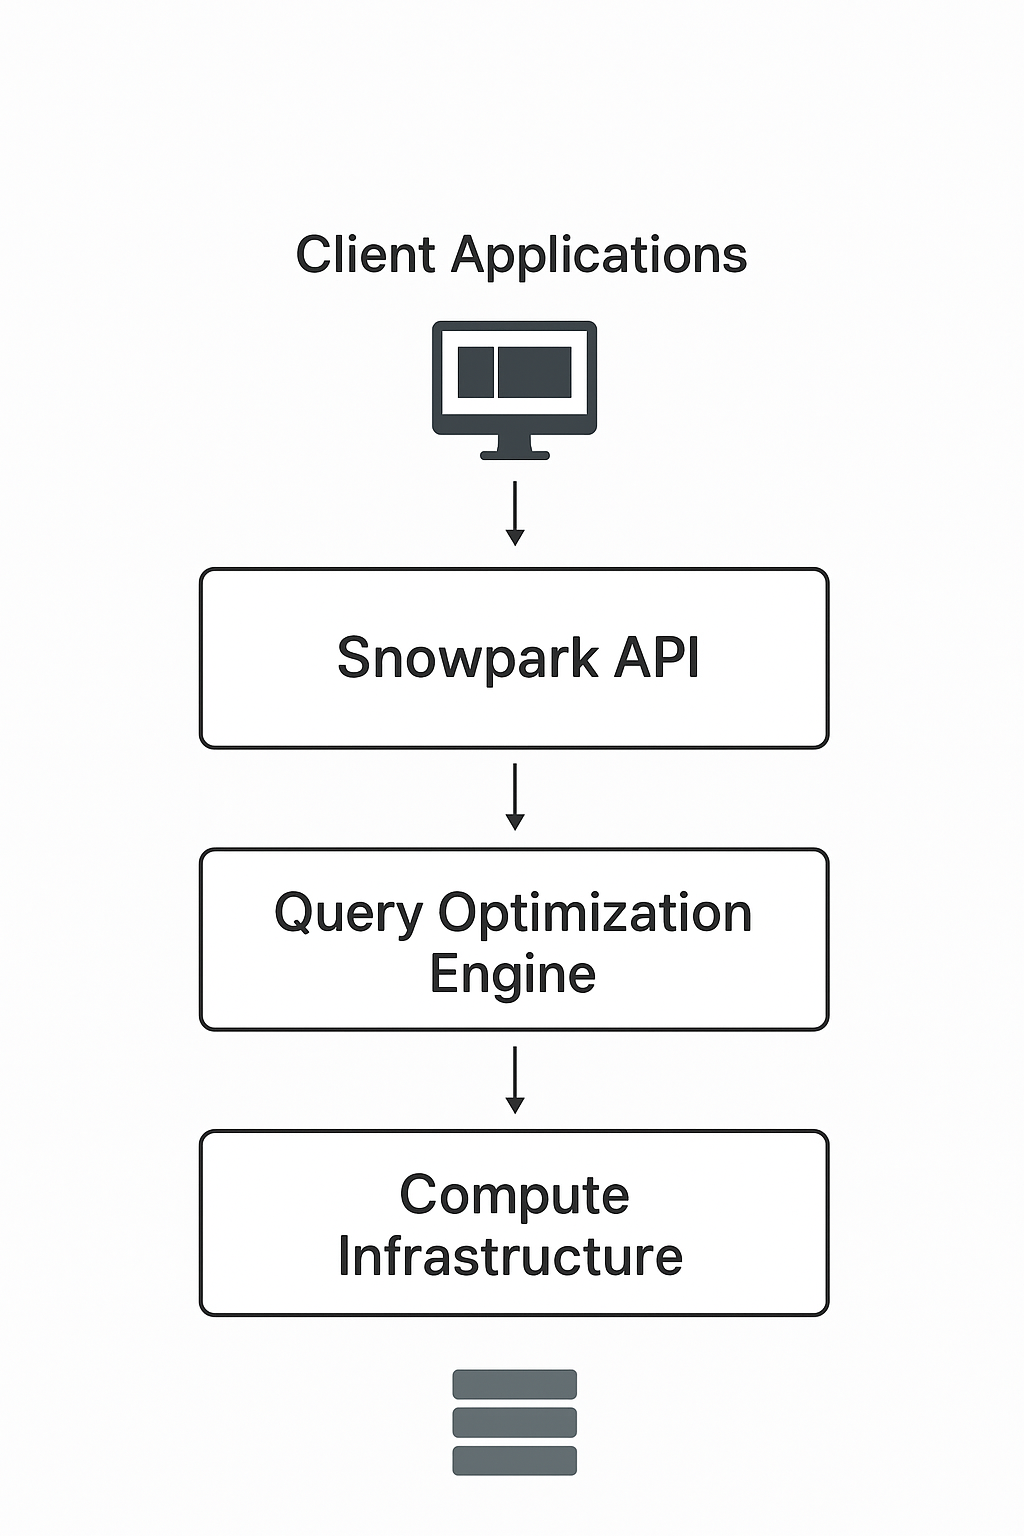 Client Applications
Snowpark API
Query Optimization
Engine
Compute
Infrastructure